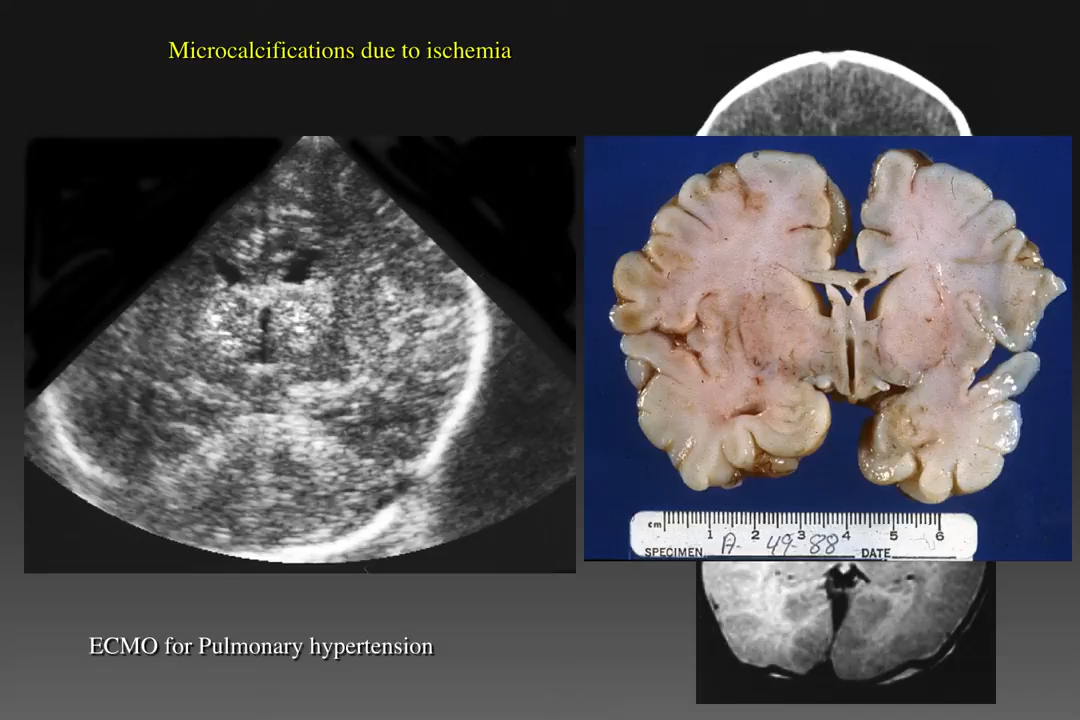 Microcalcifications due to ischemia
cm 1 2 3 4 5 6
SPECIMEN A- 49-88 DATE
ECMO for Pulmonary hypertension